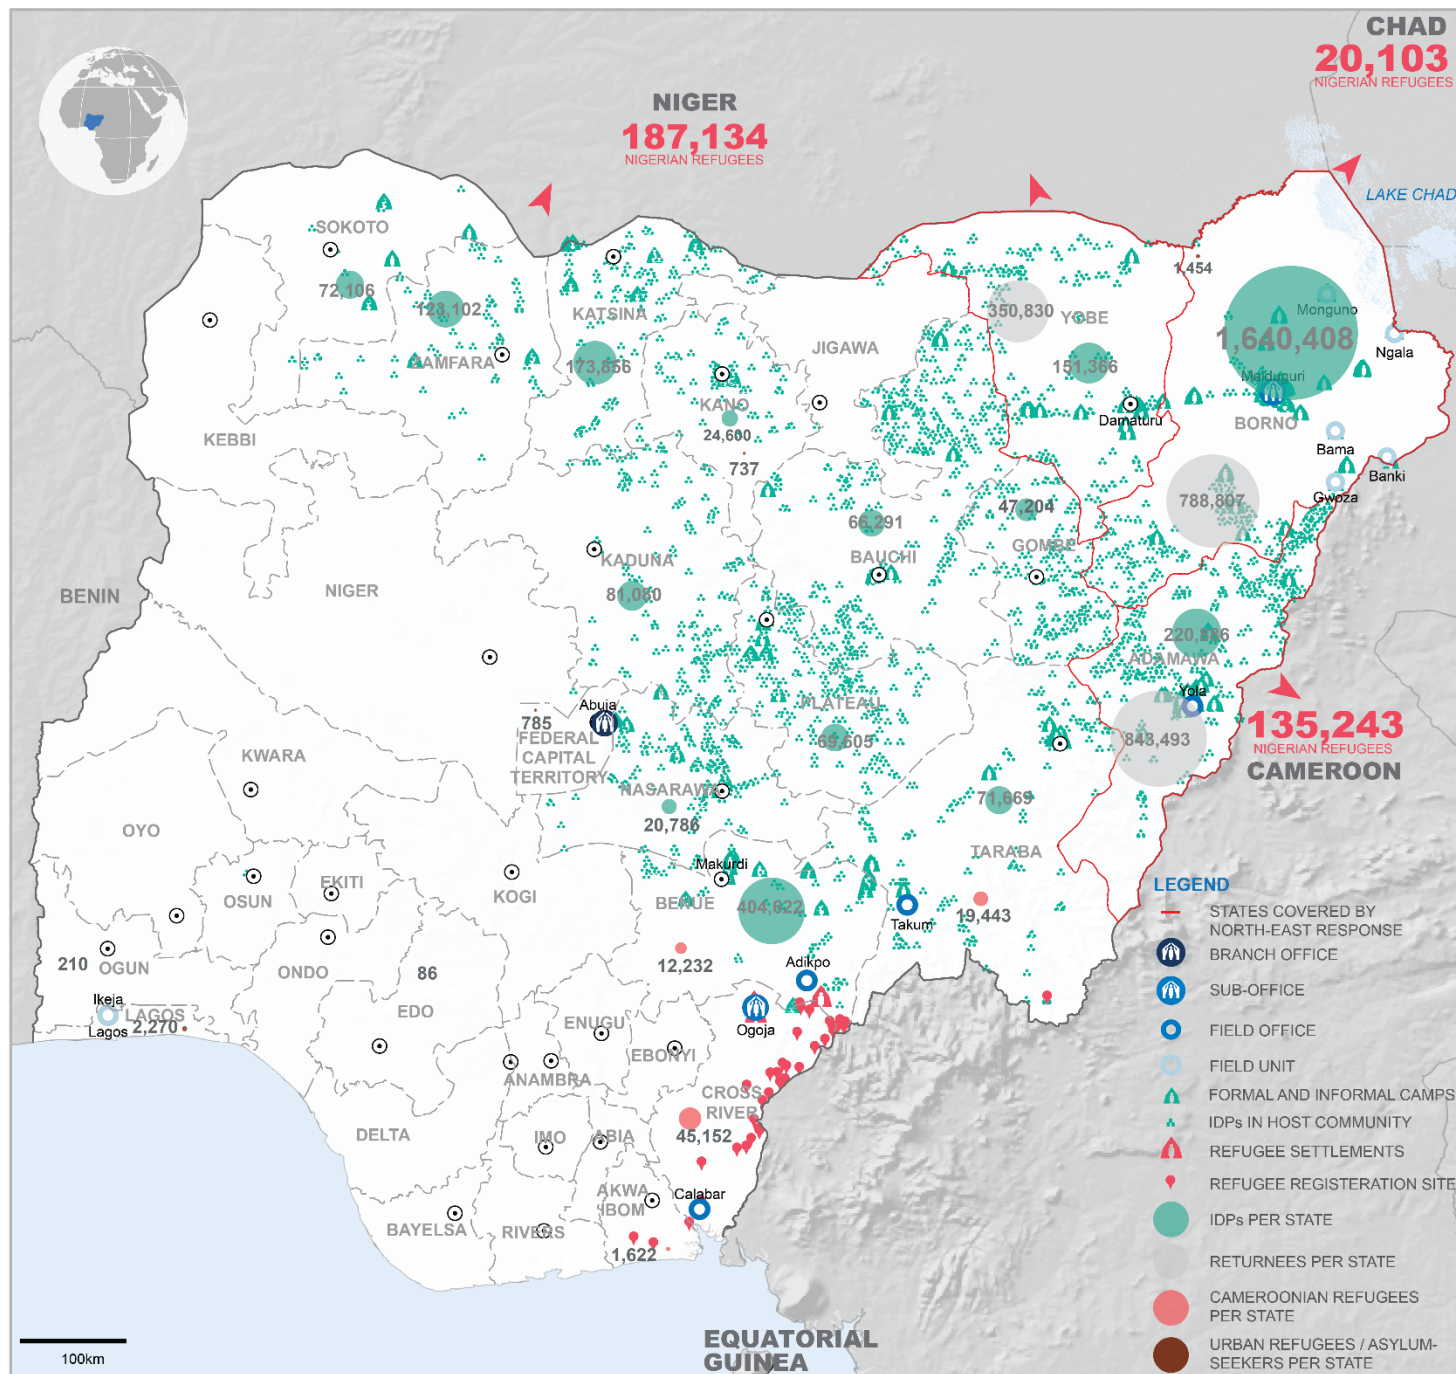 CHAD
20,103
NIGERIAN REFUGEES
NIGER
187,134
NIGERIAN REFUGEES
LAKE CHAD
SOKOTO
72,106
123,102
ZAMFARA
KATSINA
173,856
KANO
24,600
737
JIGAWA
350,830
YOBE
151,366
Damaturu
1,454
1,640,408
Monguno
Ngala
Maiduguri
BORNO
Bama
Banki
Gwoza
788,807
KEBBI
BENIN
NIGER
KADUNA
81,080
66,291
BAUCHI
47,204
GOMBE
ADAMAWA
Yola
843,493
135,243
NIGERIAN REFUGEES
CAMEROON
Abuja
785
FEDERAL
CAPITAL
TERRITORY
PLATEAU
69,605
NASARAWA
20,786
71,669
TARABA
19,443
Takum
KWARA
OYO
OSUN
EKITI
KOGI
Makurdi
BENUE
12,232
Adikpo
Ogoja
210
OGUN
ONDO
86
EDO
Ikeja
LAGOS
Lagos
2,270
ENUGU
EBONYI
ANAMBRA
CROSS
RIVER
45,152
DELTA
IMO
ABIA
AKWA
IBOM
Calabar
BAYELSA
RIVERS
1,622
EQUATORIAL
GUINEA
100km
LEGEND
STATES COVERED BY
NORTH-EAST RESPONSE
BRANCH OFFICE
SUB-OFFICE
FIELD OFFICE
FIELD UNIT
FORMAL AND INFORMAL CAMPS
IDPs IN HOST COMMUNITY
REFUGEE SETTLEMENTS
REFUGEE REGISTERATION SITE
IDPs PER STATE
RETURNEES PER STATE
CAMEROONIAN REFUGEES
PER STATE
URBAN REFUGEES / ASYLUM-
SEEKERS PER STATE